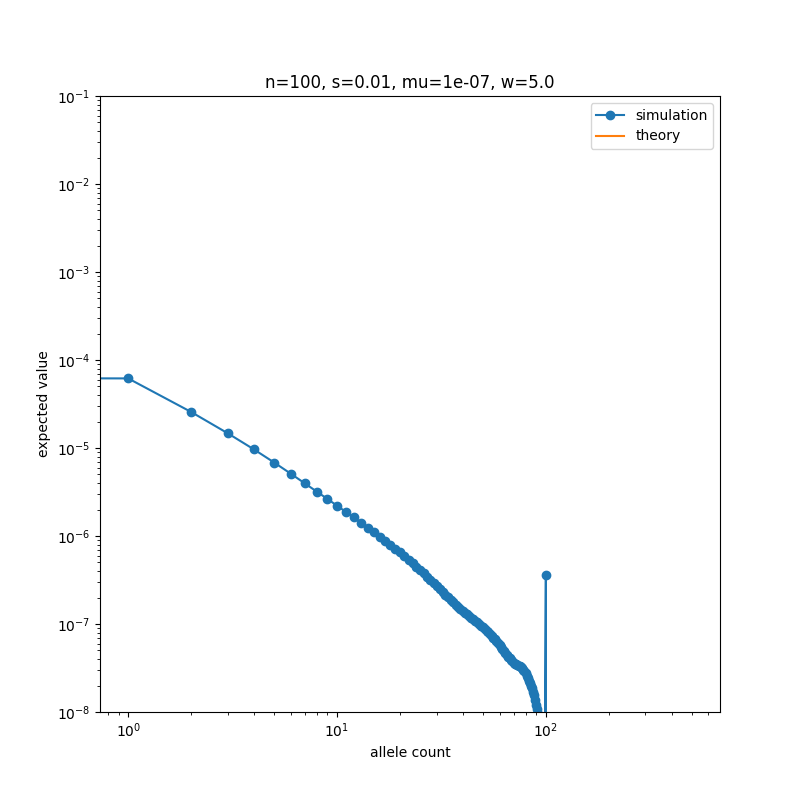 n=100, s=0.01, mu=1e-07, w=5.0
simulation
theory
expected value
10⁻¹
10⁻²
10⁻³
10⁻⁴
10⁻⁵
10⁻⁶
10⁻⁷
10⁻⁸
10⁰ 10¹ 10²
allele count